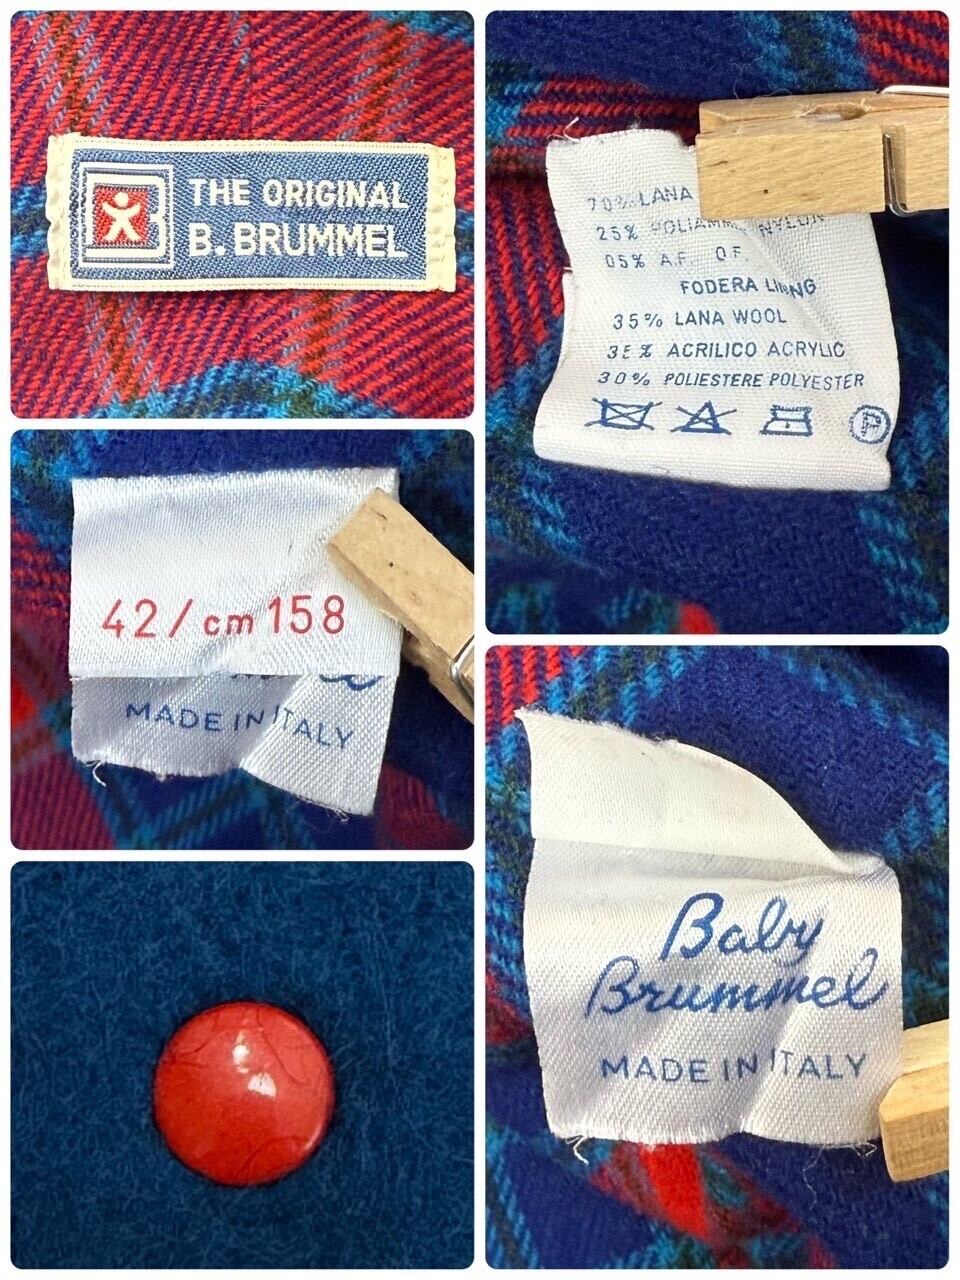 THE ORIGINAL
B. BRUMMEL
70% LANA
25% POLIAMM NYLON
05% A.F. O.F.
FODERA LINING
35% LANA WOOL
35% ACRILICO ACRYLIC
30% POLIESTERE POLYESTER
P
42/cm 158
MADE IN ITALY
Baby
Brummel
MADE IN ITALY